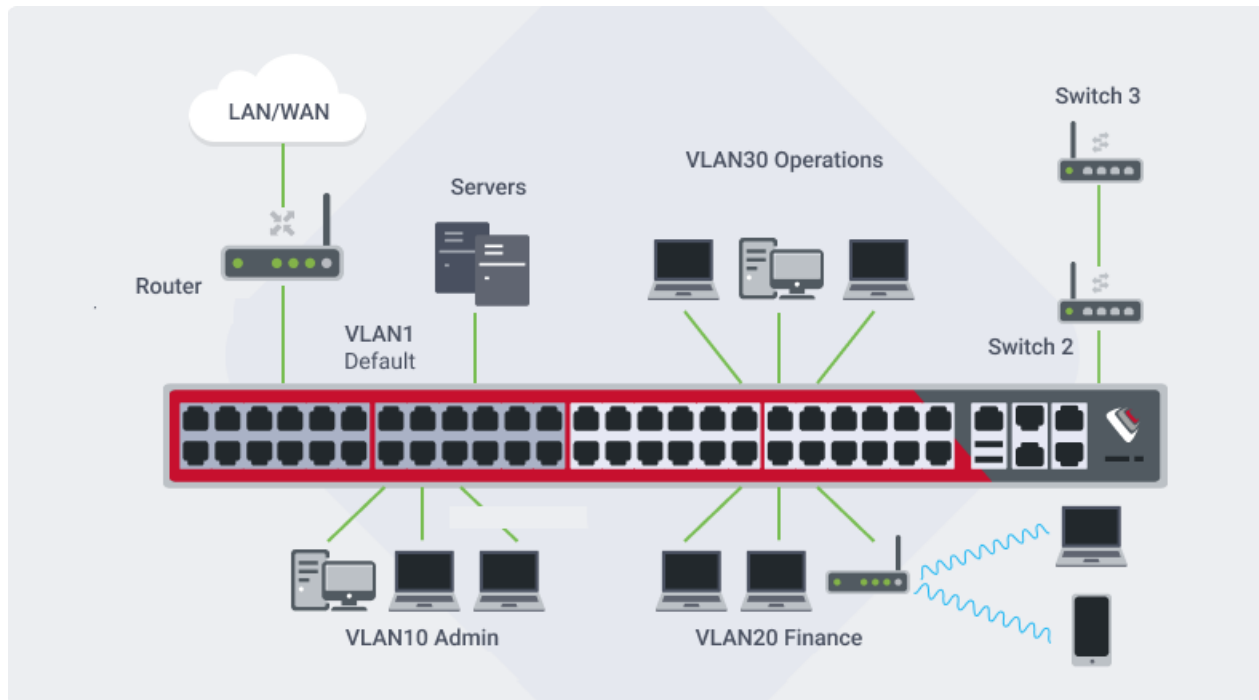 LAN/WAN
Switch 3
VLAN30 Operations
Servers
Router
VLAN1
Default
Switch 2
VLAN10 Admin
VLAN20 Finance